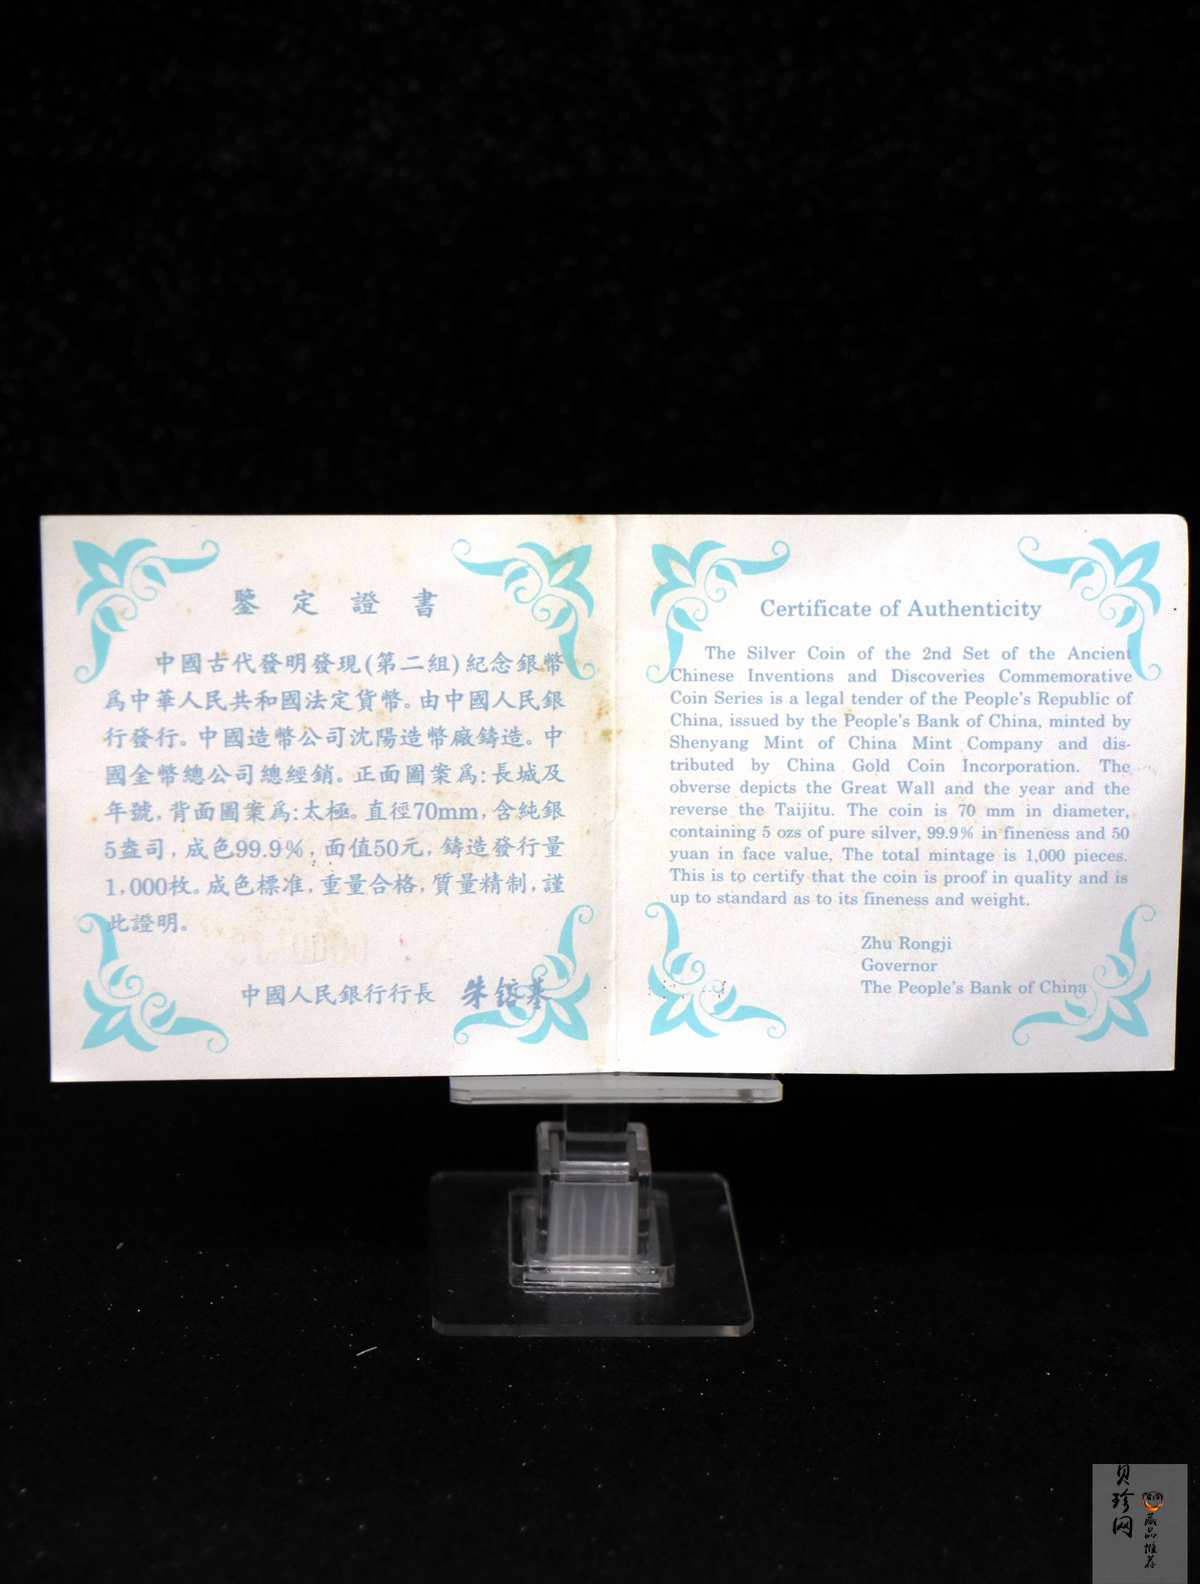 鑒定證書
中國古代發明發現(第二組)紀念銀幣
爲中華人民共和國法定貨幣。由中國人民銀
行發行。中國造幣公司沈陽造幣廠鑄造。中
國金幣總公司總經銷。正面圖案爲:長城及
年號,背面圖案爲:太極。直徑70mm,含純銀
5盎司,成色99.9%,面值50元,鑄造發行量
1,000枚。成色標准,重量合格,質量精制,謹
此證明。
中國人民銀行行長 朱鎔基
Certificate of Authenticity
The Silver Coin of the 2nd Set of the Ancient
Chinese Inventions and Discoveries Commemorative
Coin Series is a legal tender of the People's Republic of
China, issued by the People's Bank of China, minted by
Shenyang Mint of China Mint Company and dis-
tributed by China Gold Coin Incorporation. The
obverse depicts the Great Wall and the year and the
reverse the Taijitu. The coin is 70 mm in diameter,
containing 5 ozs of pure silver, 99.9% in fineness and 50
yuan in face value, The total mintage is 1,000 pieces.
This is to certify that the coin is proof in quality and is
up to standard as to its fineness and weight.
Zhu Rongji
Governor
The People's Bank of China
贝珍网
藏品推荐